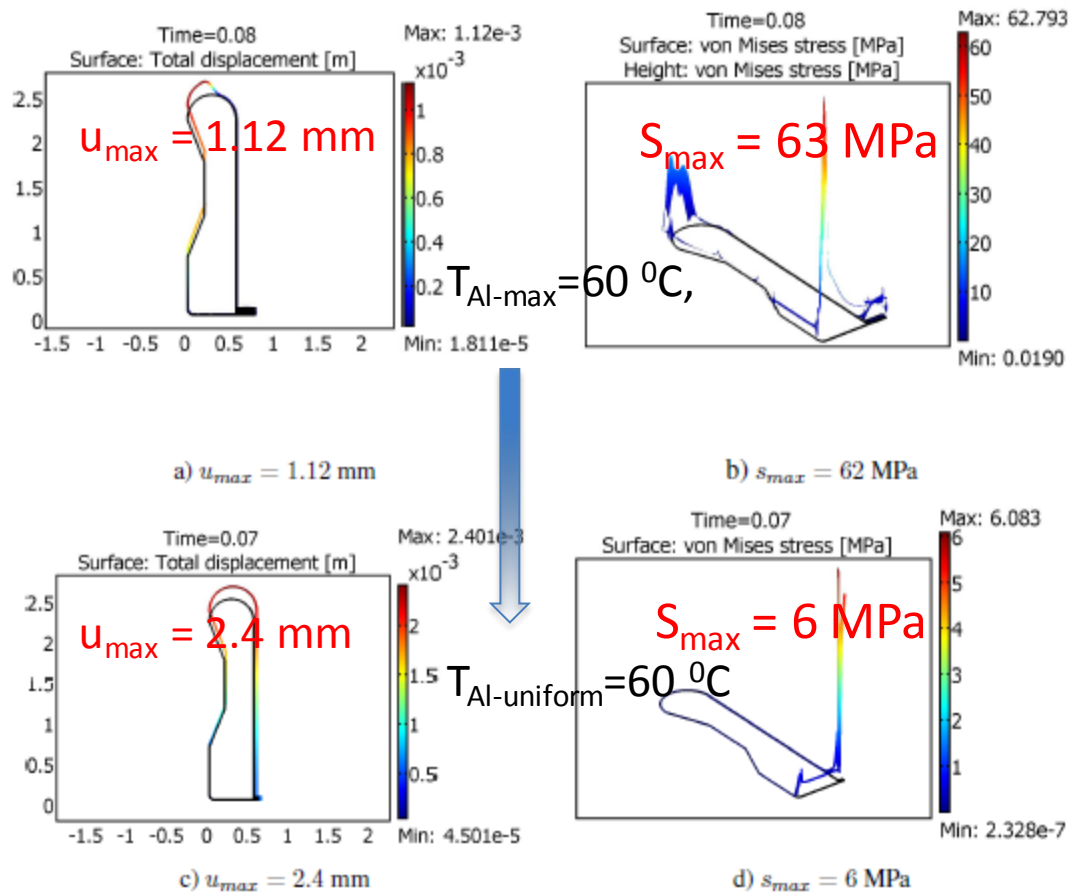 Time=0.08
Surface: Total displacement [m]
Max: 1.12e-3
x10⁻³
2.5
2
1.5
1
0.5
0
-1.5 -1 -0.5 0 0.5 1 1.5 2
1
0.8
0.6
0.4
0.2
Min: 1.811e-5
u_max = 1.12 mm
Time=0.08
Surface: von Mises stress [MPa]
Height: von Mises stress [MPa]
Max: 62.793
60
50
40
30
20
10
Min: 0.0190
S_max = 63 MPa
T_Al-max=60 ⁰C,
a) u_max = 1.12 mm
b) s_max = 62 MPa
Time=0.07
Surface: Total displacement [m]
Max: 2.401e-3
x10⁻³
2.5
2
1.5
1
0.5
0
-1.5 -1 -0.5 0 0.5 1 1.5 2
2
1.5
1
0.5
Min: 4.501e-5
u_max = 2.4 mm
Time=0.07
Surface: von Mises stress [MPa]
Max: 6.083
6
5
4
3
2
1
Min: 2.328e-7
S_max = 6 MPa
T_Al-uniform=60 ⁰C
c) u_max = 2.4 mm
d) s_max = 6 MPa